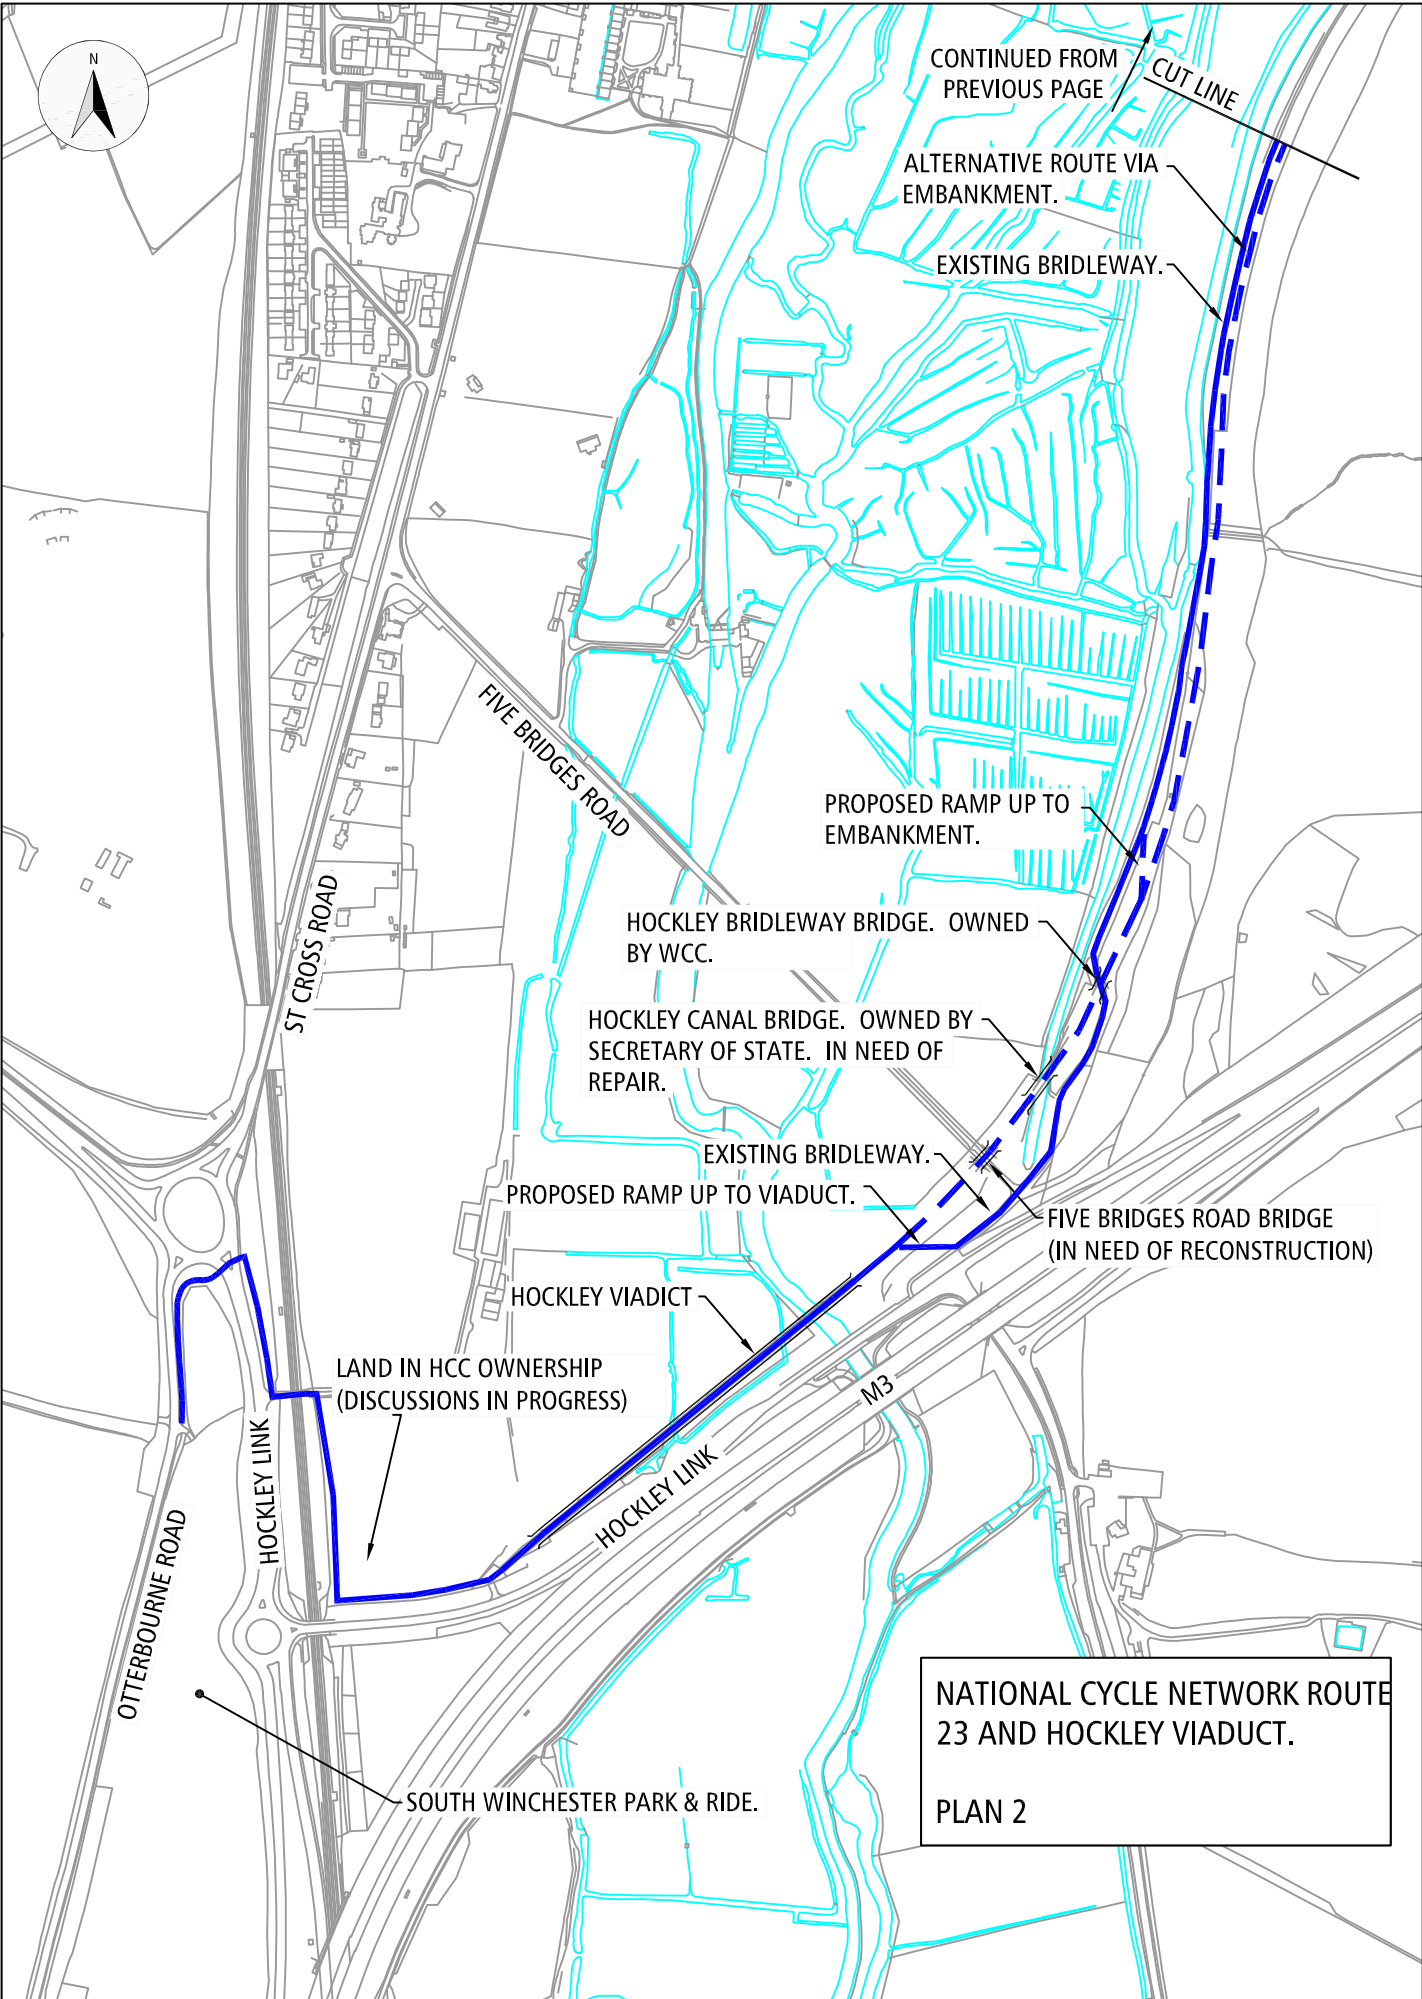 N
CONTINUED FROM
PREVIOUS PAGE
CUT LINE
ALTERNATIVE ROUTE VIA
EMBANKMENT.
EXISTING BRIDLEWAY.
FIVE BRIDGES ROAD
PROPOSED RAMP UP TO
EMBANKMENT.
ST CROSS ROAD
HOCKLEY BRIDLEWAY BRIDGE. OWNED
BY WCC.
HOCKLEY CANAL BRIDGE. OWNED BY
SECRETARY OF STATE. IN NEED OF
REPAIR.
EXISTING BRIDLEWAY.
PROPOSED RAMP UP TO VIADUCT.
FIVE BRIDGES ROAD BRIDGE
(IN NEED OF RECONSTRUCTION)
HOCKLEY VIADICT
LAND IN HCC OWNERSHIP
(DISCUSSIONS IN PROGRESS)
M3
HOCKLEY LINK
HOCKLEY LINK
OTTERBOURNE ROAD
SOUTH WINCHESTER PARK & RIDE.
NATIONAL CYCLE NETWORK ROUTE
23 AND HOCKLEY VIADUCT.
PLAN 2